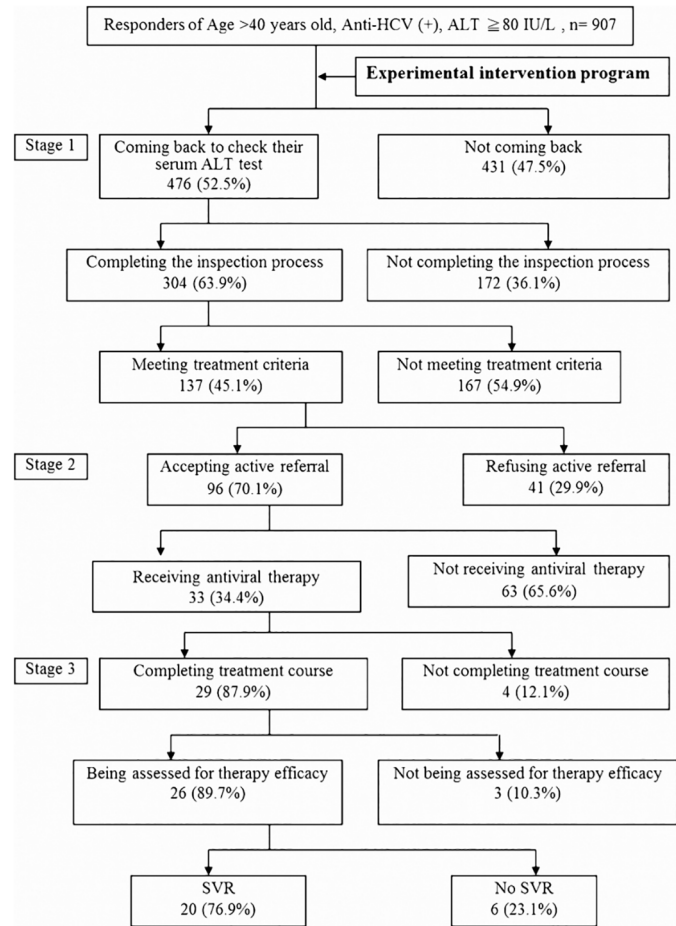 Responders of Age >40 years old, Anti-HCV (+), ALT ≧80 IU/L , n= 907
Experimental intervention program
Stage 1
Coming back to check their
serum ALT test
476 (52.5%)
Not coming back
431 (47.5%)
Completing the inspection process
304 (63.9%)
Not completing the inspection process
172 (36.1%)
Meeting treatment criteria
137 (45.1%)
Not meeting treatment criteria
167 (54.9%)
Stage 2
Accepting active referral
96 (70.1%)
Refusing active referral
41 (29.9%)
Receiving antiviral therapy
33 (34.4%)
Not receiving antiviral therapy
63 (65.6%)
Stage 3
Completing treatment course
29 (87.9%)
Not completing treatment course
4 (12.1%)
Being assessed for therapy efficacy
26 (89.7%)
Not being assessed for therapy efficacy
3 (10.3%)
SVR
20 (76.9%)
No SVR
6 (23.1%)